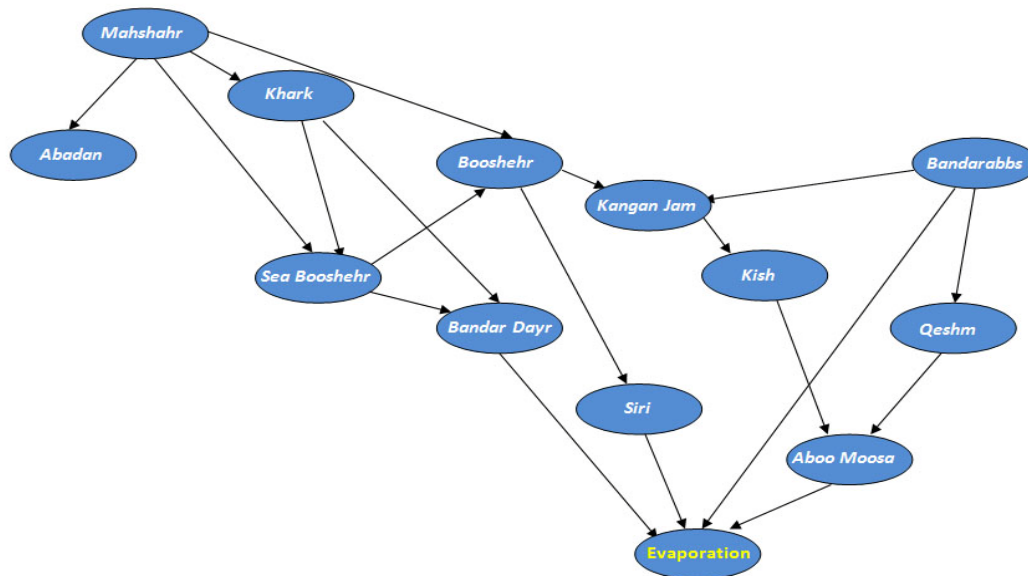 Mahshahr
Khark
Abadan
Booshehr
Bandarabbs
Kangan Jam
Sea Booshehr
Kish
Bandar Dayr
Qeshm
Siri
Aboo Moosa
Evaporation